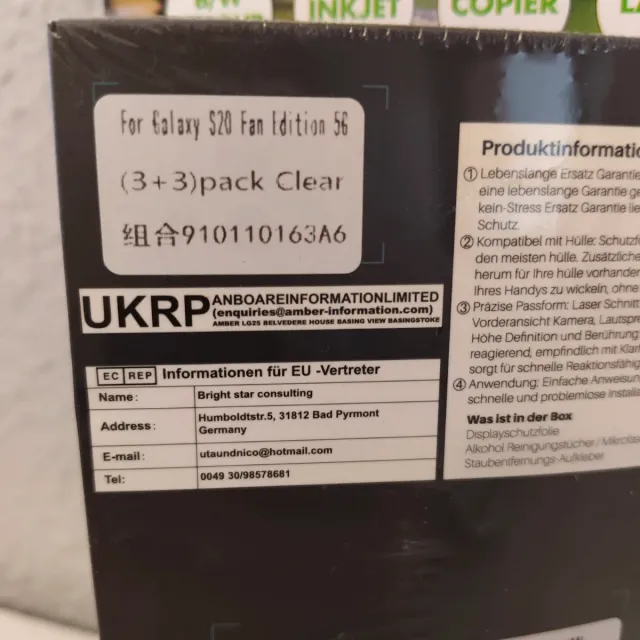 B/W
INKJET
COPIER
For Galaxy S20 Fan Edition 5G
(3+3)pack Clear
组合910110163A6
UKRP
ANBOAREINFORMATIONLIMITED
(enquiries@amber-information.com)
AMBER LG25 BELVEDERE HOUSE BASING VIEW BASINGSTOKE
EC REP Informationen für EU -Vertreter
Name: Bright star consulting
Address: Humboldtstr.5, 31812 Bad Pyrmont
Germany
E-mail: utaundnico@hotmail.com
Tel: 0049 30/98578681
Produktinformatio
① Lebenslange Ersatz Garantie
eine lebenslange Garantie ge
kein-Stress Ersatz Garantie lie
Schutz.
② Kompatibel mit Hülle: Schutzfo
den meisten hülle. Zusätzliche
herum für Ihre hülle vorhanden
Ihres Handys zu wickeln, ohne
③ Präzise Passform: Laser Schnitt
Vorderansicht Kamera, Lautspre
Höhe Definition und Berührung:
reagierend, empfindlich mit Klar
sorgt für schnelle Reaktionsfähig
④ Anwendung: Einfache Anweisun
schnelle und problemlose Installa
Was ist in der Box
Displayschutzfolie
Alkohol Reinigungstücher / Mikrofas
Staubentfernungs-Aufkleber